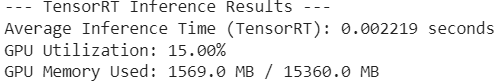 --- TensorRT Inference Results ---
Average Inference Time (TensorRT): 0.002219 seconds
GPU Utilization: 15.00%
GPU Memory Used: 1569.0 MB / 15360.0 MB